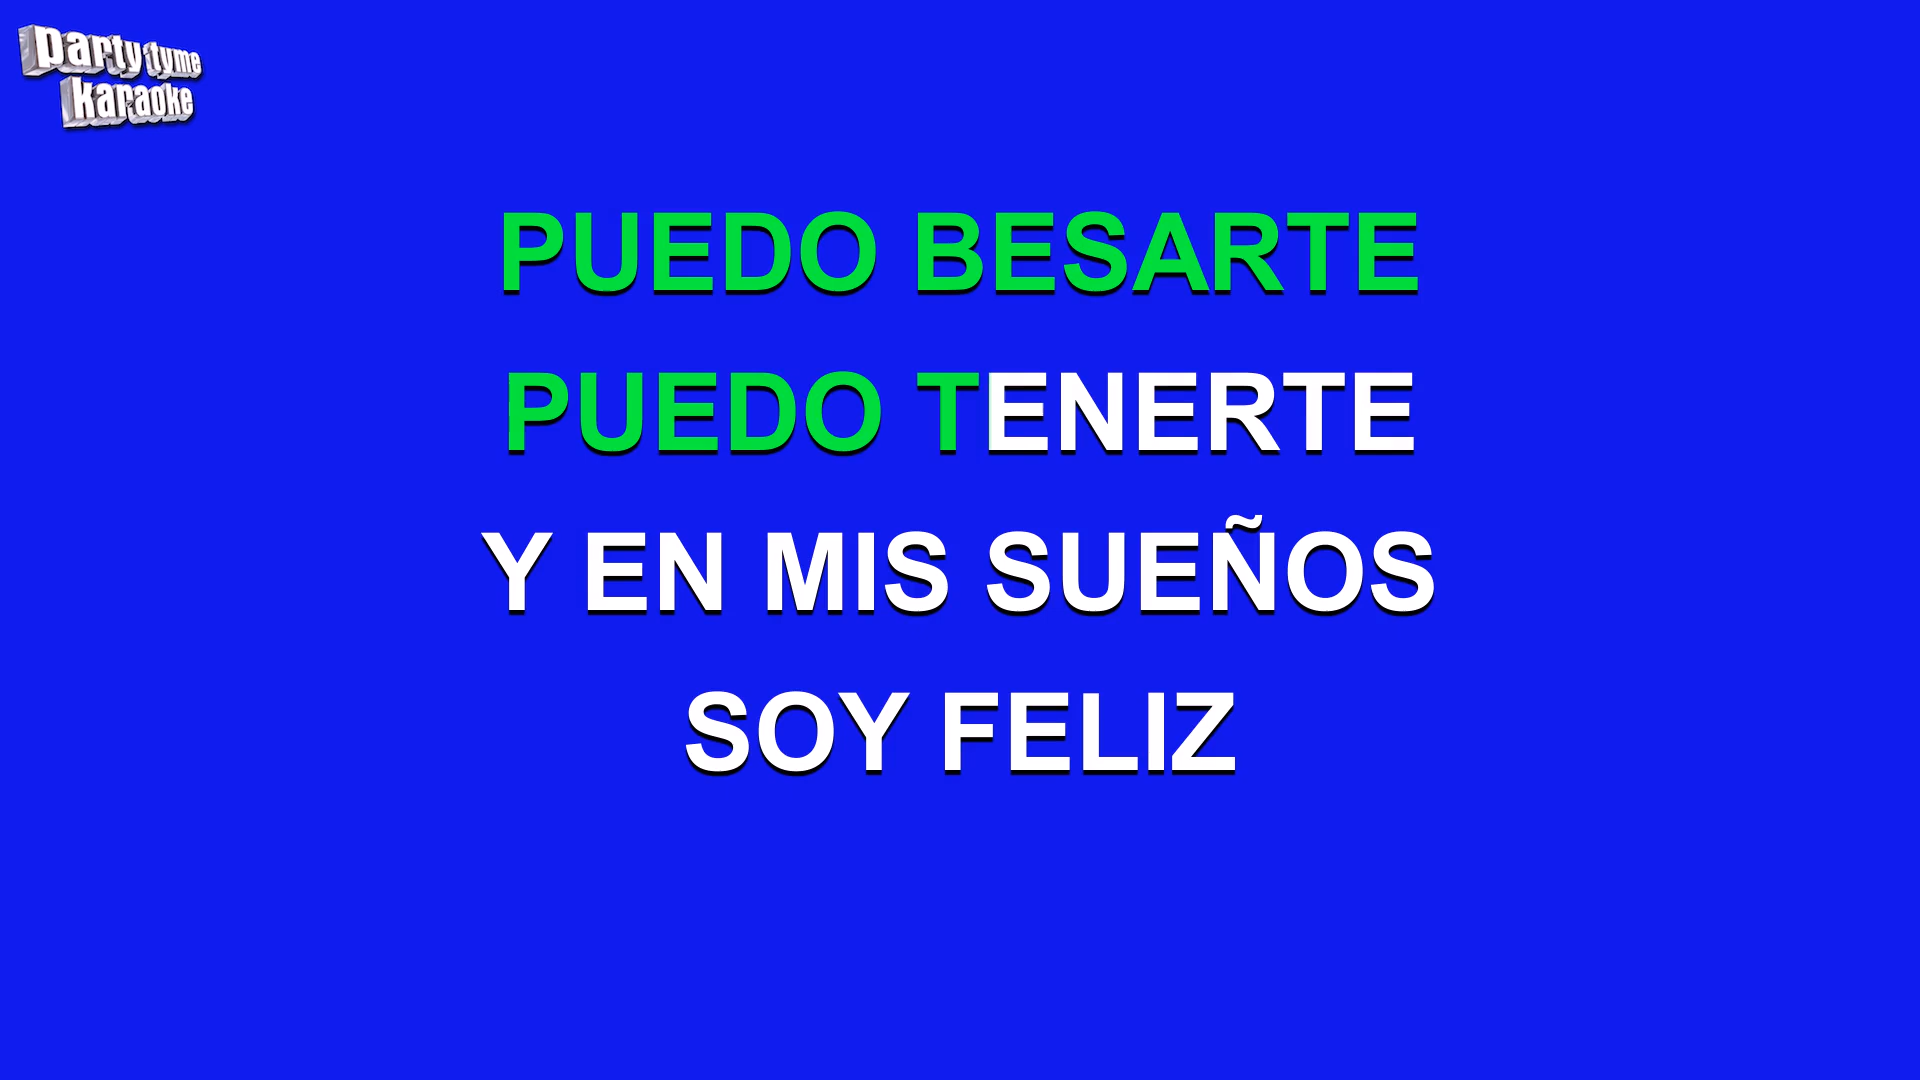 party tyme
karaoke
PUEDO BESARTE
PUEDO TENERTE
Y EN MIS SUEÑOS
SOY FELIZ